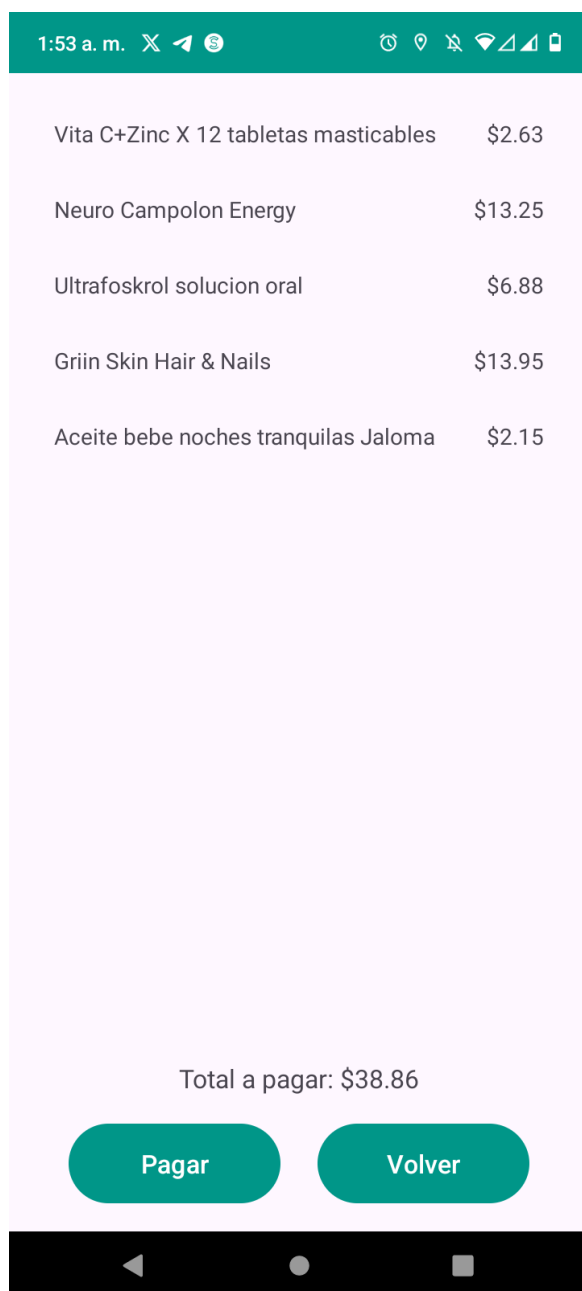 1:53 a. m.
Vita C+Zinc X 12 tabletas masticables $2.63
Neuro Campolon Energy $13.25
Ultrafoskrol solucion oral $6.88
Griin Skin Hair & Nails $13.95
Aceite bebe noches tranquilas Jaloma $2.15
Total a pagar: $38.86
Pagar Volver